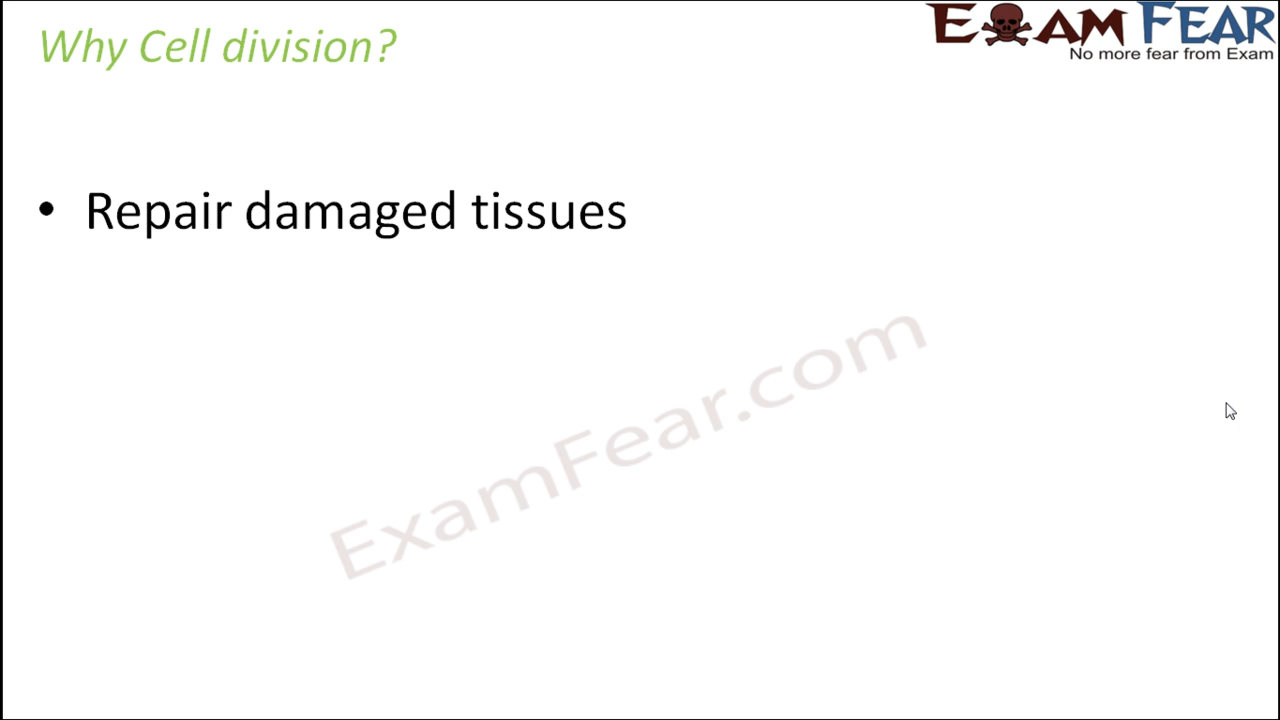 Why Cell division?
EXAM FEAR
No more fear from Exam
• Repair damaged tissues
ExamFear.com